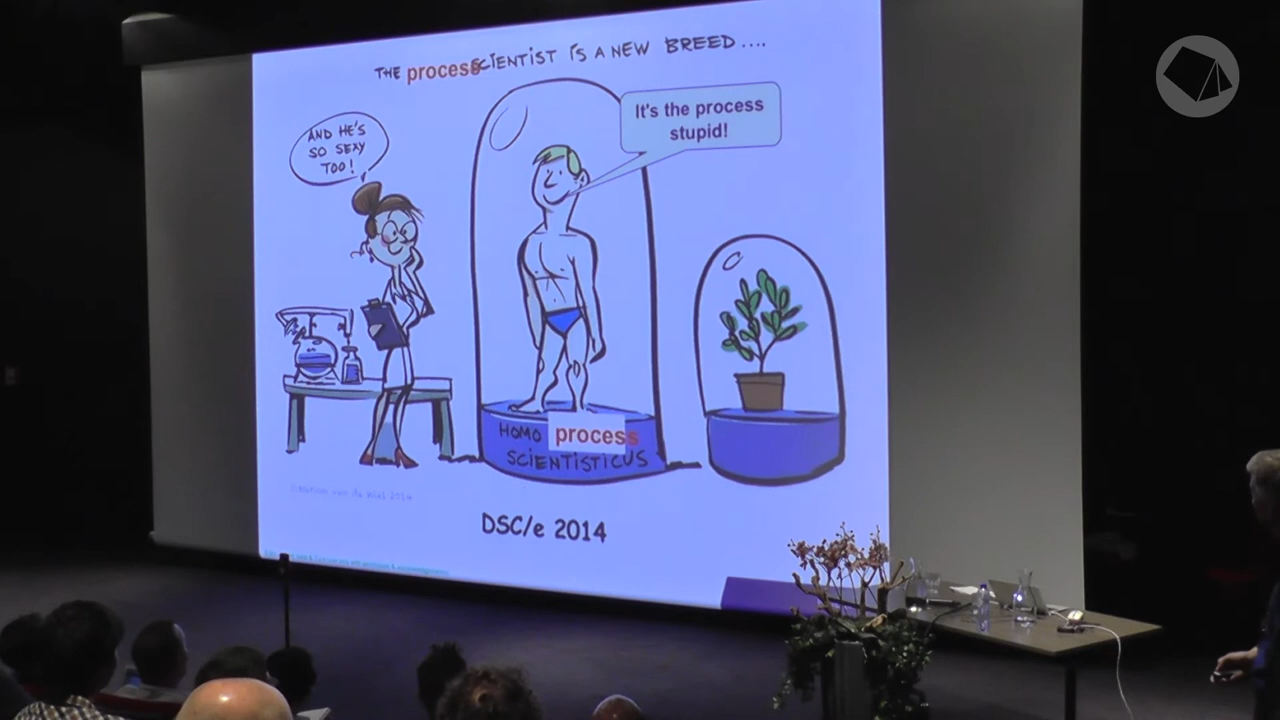 THE process SCIENTIST IS A NEW BREED....
It's the process
stupid!
AND HE'S
SO SEXY
TOO!
HOMO process
SCIENTISTICUS
2014
DSC/e 2014